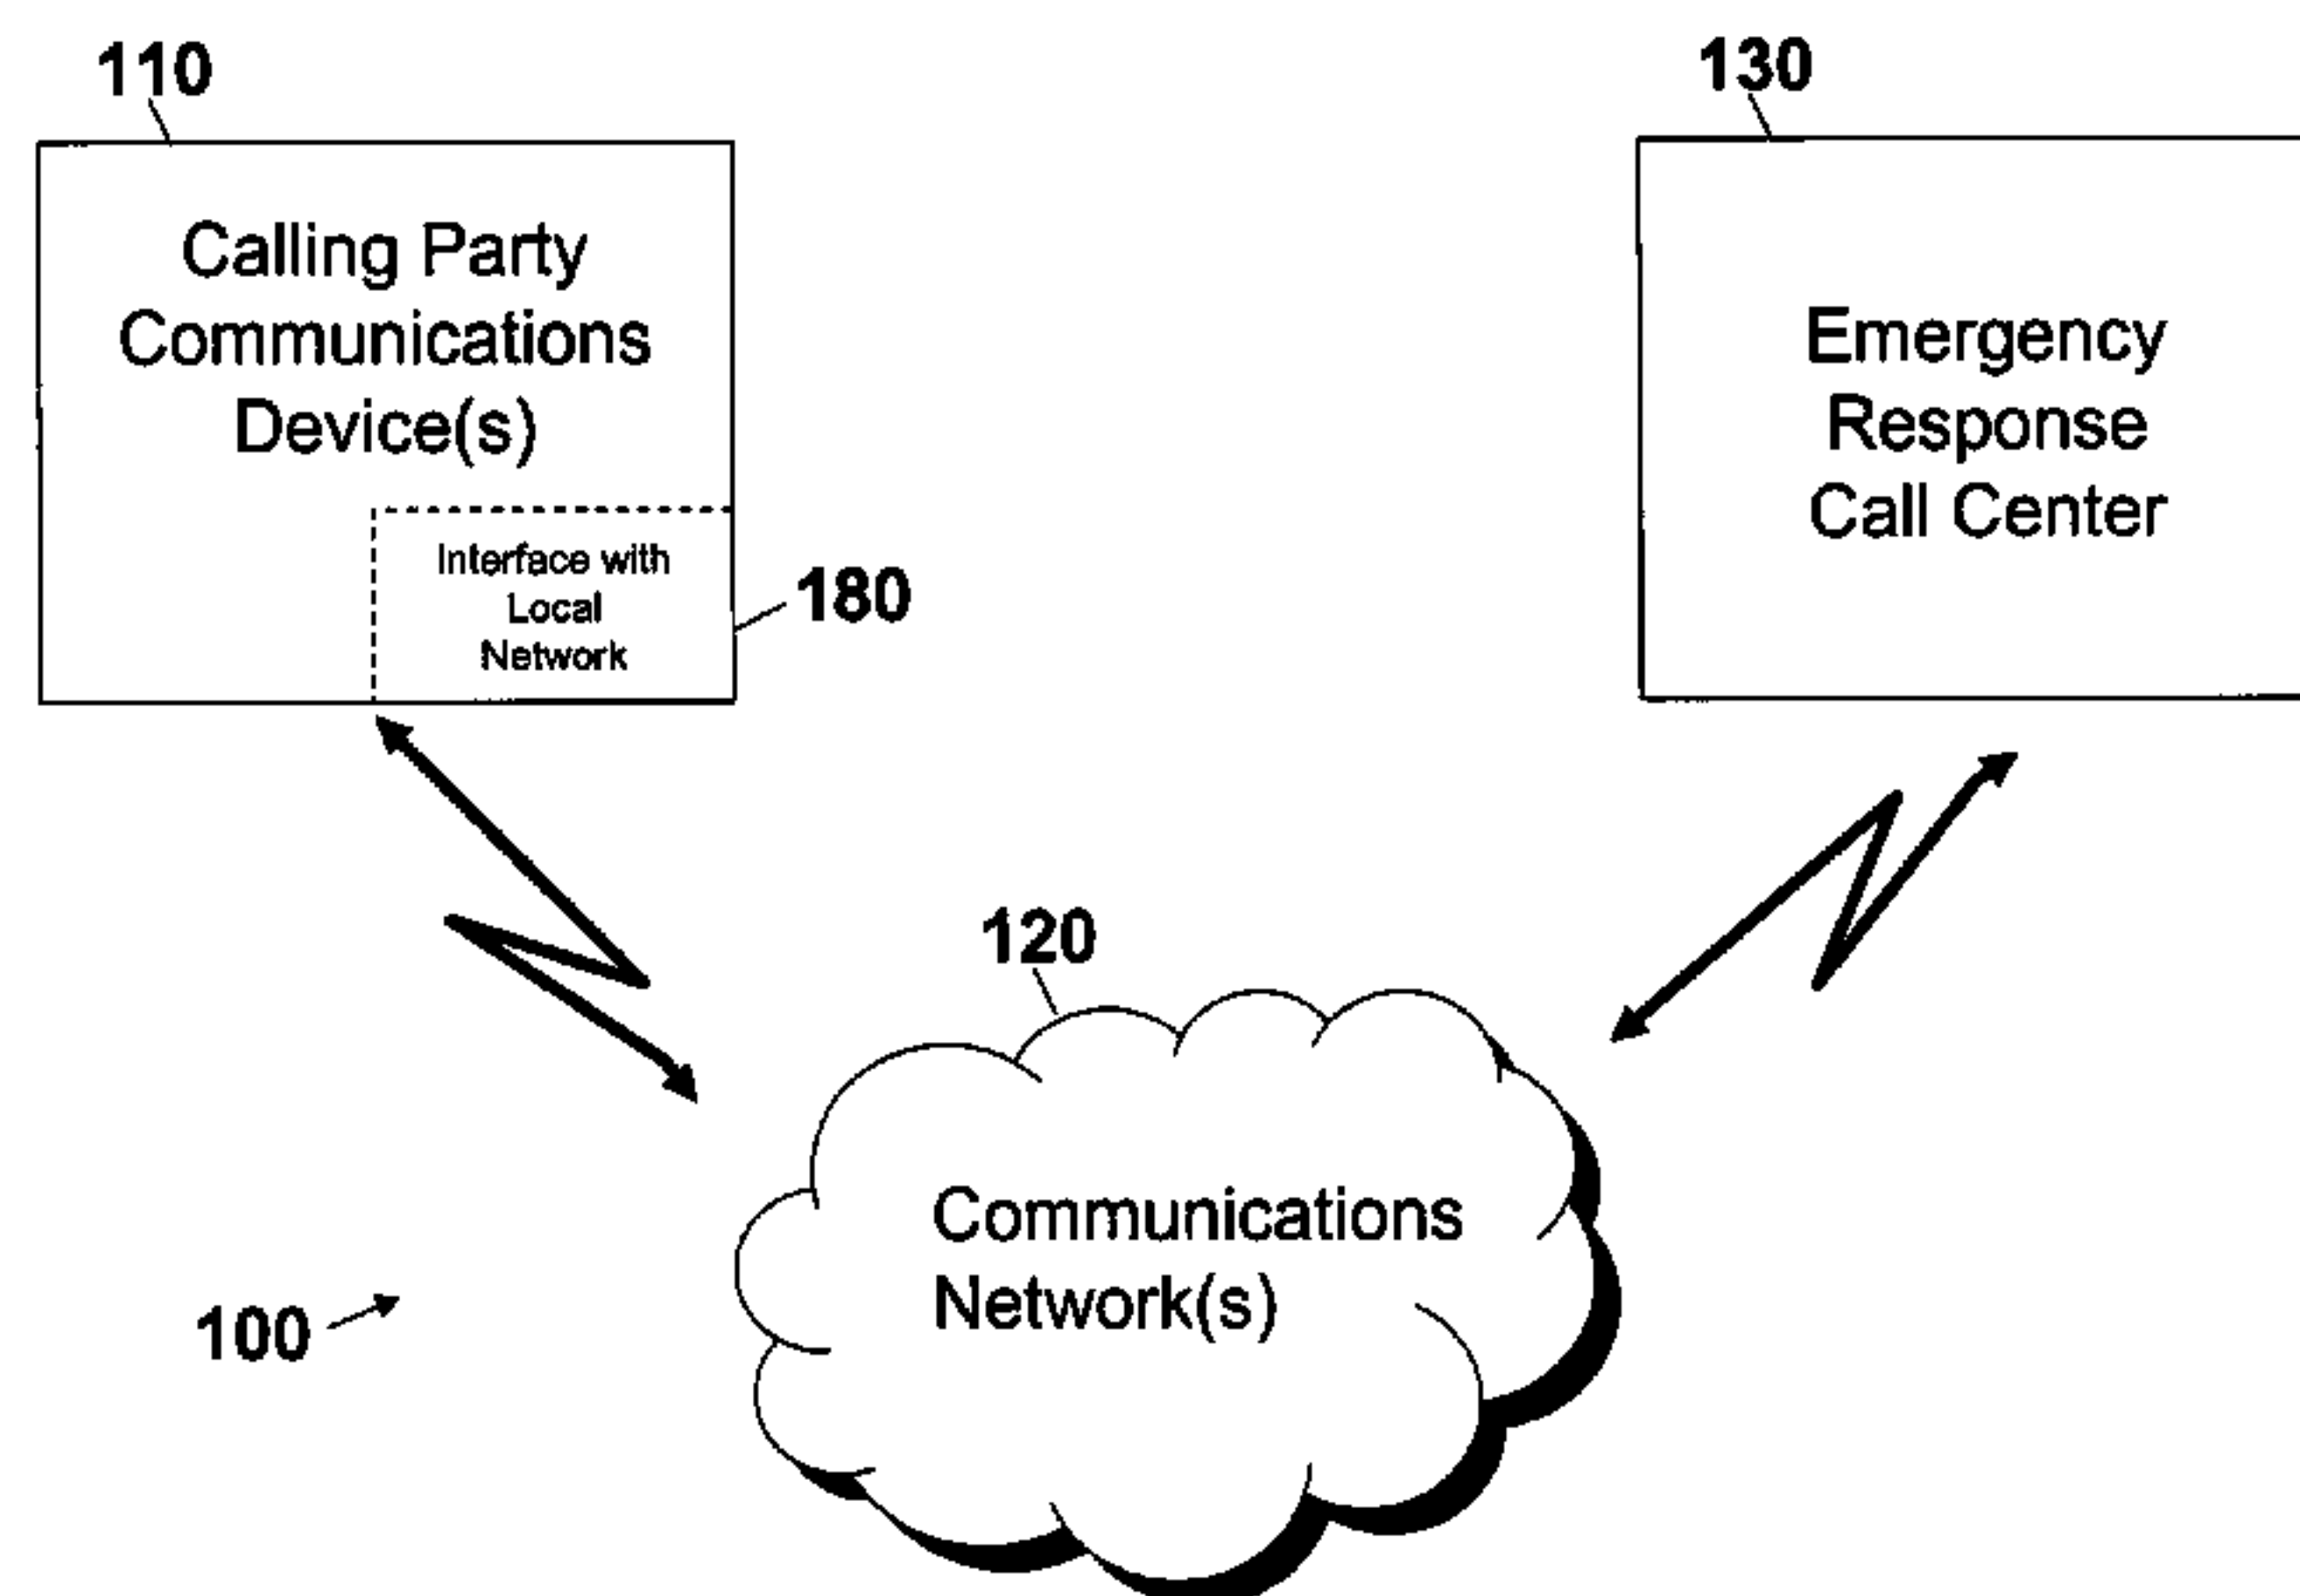 110
130
Calling Party
Communications
Device(s)
Interface with
Local
Network
180
Emergency
Response
Call Center
120
Communications
Network(s)
100